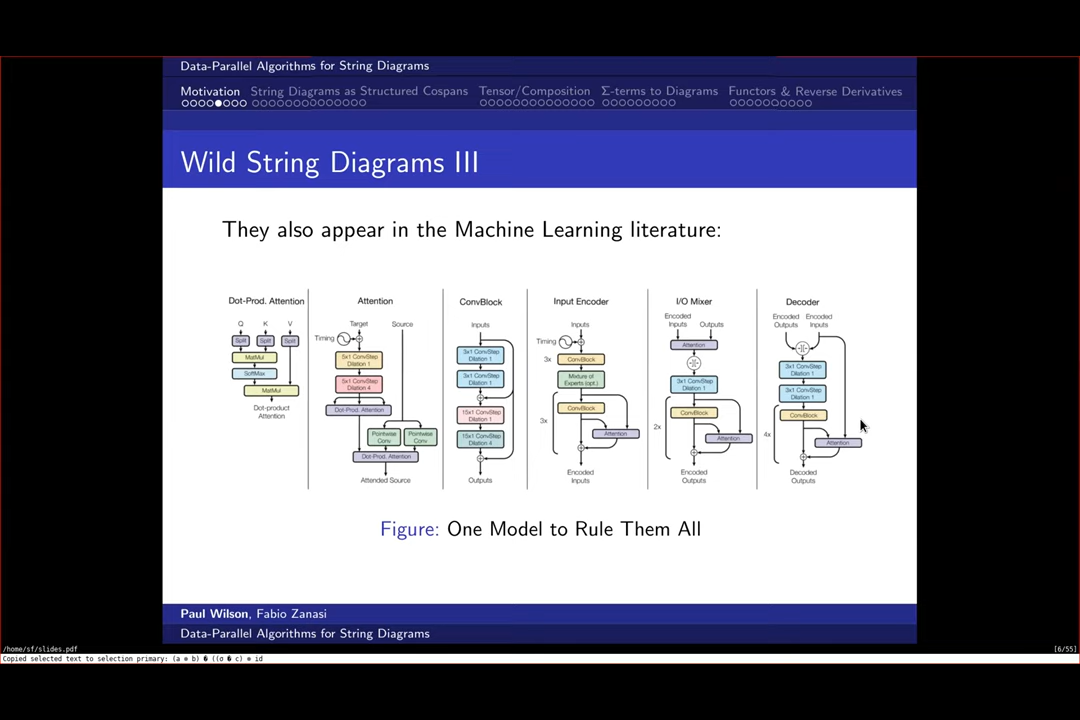 Data-Parallel Algorithms for String Diagrams
Motivation String Diagrams as Structured Cospans Tensor/Composition Σ-terms to Diagrams Functors & Reverse Derivatives
Wild String Diagrams III
They also appear in the Machine Learning literature:
Dot-Prod. Attention
Q K V
Split Split Split
MatMul
SoftMax
MatMul
Dot-product
Attention
Attention
Target Source
Timing
5x1 ConvStep
Dilation 1
5x1 ConvStep
Dilation 4
Dot-Prod. Attention
Pointwise
Conv
Pointwise
Conv
Dot-Prod. Attention
Attended Source
ConvBlock
Inputs
3x1 ConvStep
Dilation 1
3x1 ConvStep
Dilation 1
15x1 ConvStep
Dilation 1
15x1 ConvStep
Dilation 4
Outputs
Input Encoder
Inputs
Timing
3x
ConvBlock
Mixture of
Experts (opt.)
ConvBlock
3x
Attention
Encoded
Inputs
I/O Mixer
Encoded
Inputs
Outputs
Attention
3x1 ConvStep
Dilation 1
ConvBlock
2x
Attention
Encoded
Outputs
Decoder
Encoded
Outputs
Encoded
Inputs
3x1 ConvStep
Dilation 1
3x1 ConvStep
Dilation 1
ConvBlock
4x
Attention
Decoded
Outputs
Figure: One Model to Rule Them All
Paul Wilson, Fabio Zanasi
Data-Parallel Algorithms for String Diagrams
/home/sf/slides.pdf [6/55]
Copied selected text to selection primary: (a ⊗ b) � ((σ � c) ⊗ id